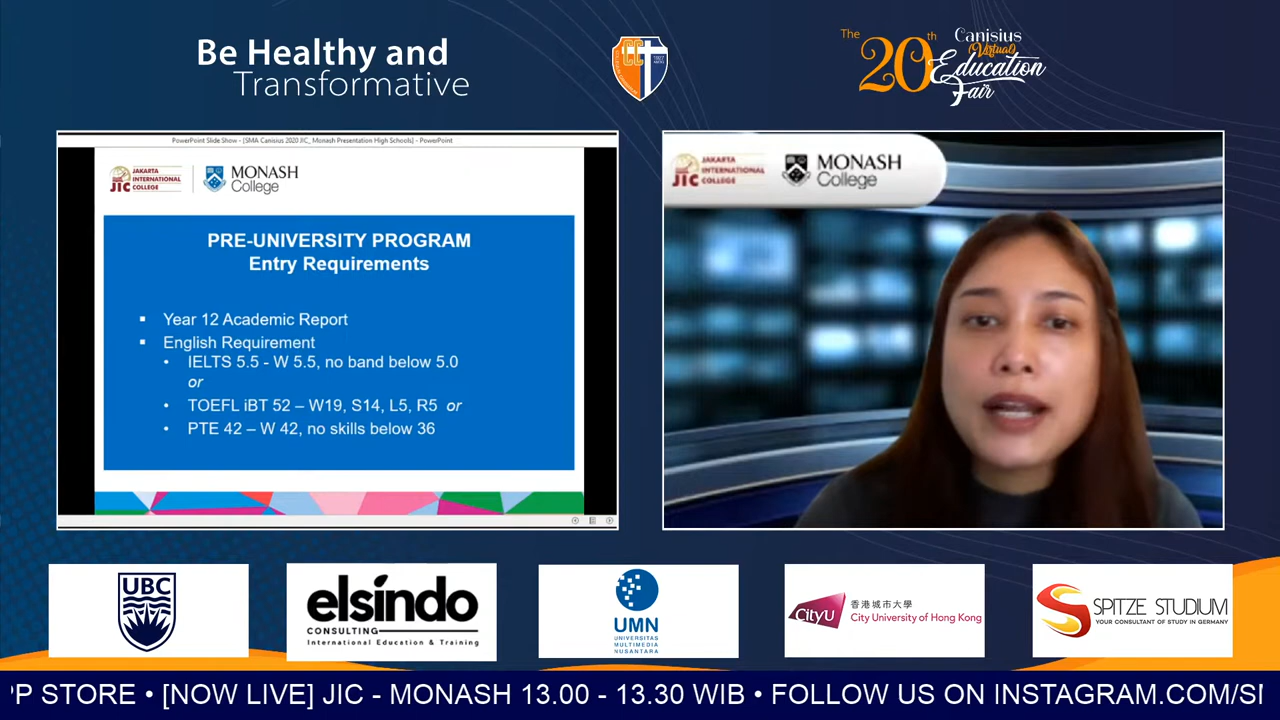 Be Healthy and
Transformative
CC
The 20th Canisius
(Virtual)
Education
Fair
PowerPoint Slide Show - [SMA Canisius 2020 JIC_ Monash Presentation High Schools] - PowerPoint
JIC JAKARTA
INTERNATIONAL
COLLEGE
MONASH
College
PRE-UNIVERSITY PROGRAM
Entry Requirements
▪ Year 12 Academic Report
▪ English Requirement
• IELTS 5.5 - W 5.5, no band below 5.0
or
• TOEFL iBT 52 – W19, S14, L5, R5 or
• PTE 42 – W 42, no skills below 36
JIC JAKARTA
INTERNATIONAL
COLLEGE
MONASH
College
UBC
elsindo
CONSULTING
International Education & Training
UMN
UNIVERSITAS
MULTIMEDIA
NUSANTARA
CityU
香港城市大學
City University of Hong Kong
SPITZE STUDIUM
YOUR CONSULTANT OF STUDY IN GERMANY
PP STORE • [NOW LIVE] JIC - MONASH 13.00 - 13.30 WIB • FOLLOW US ON INSTAGRAM.COM/S